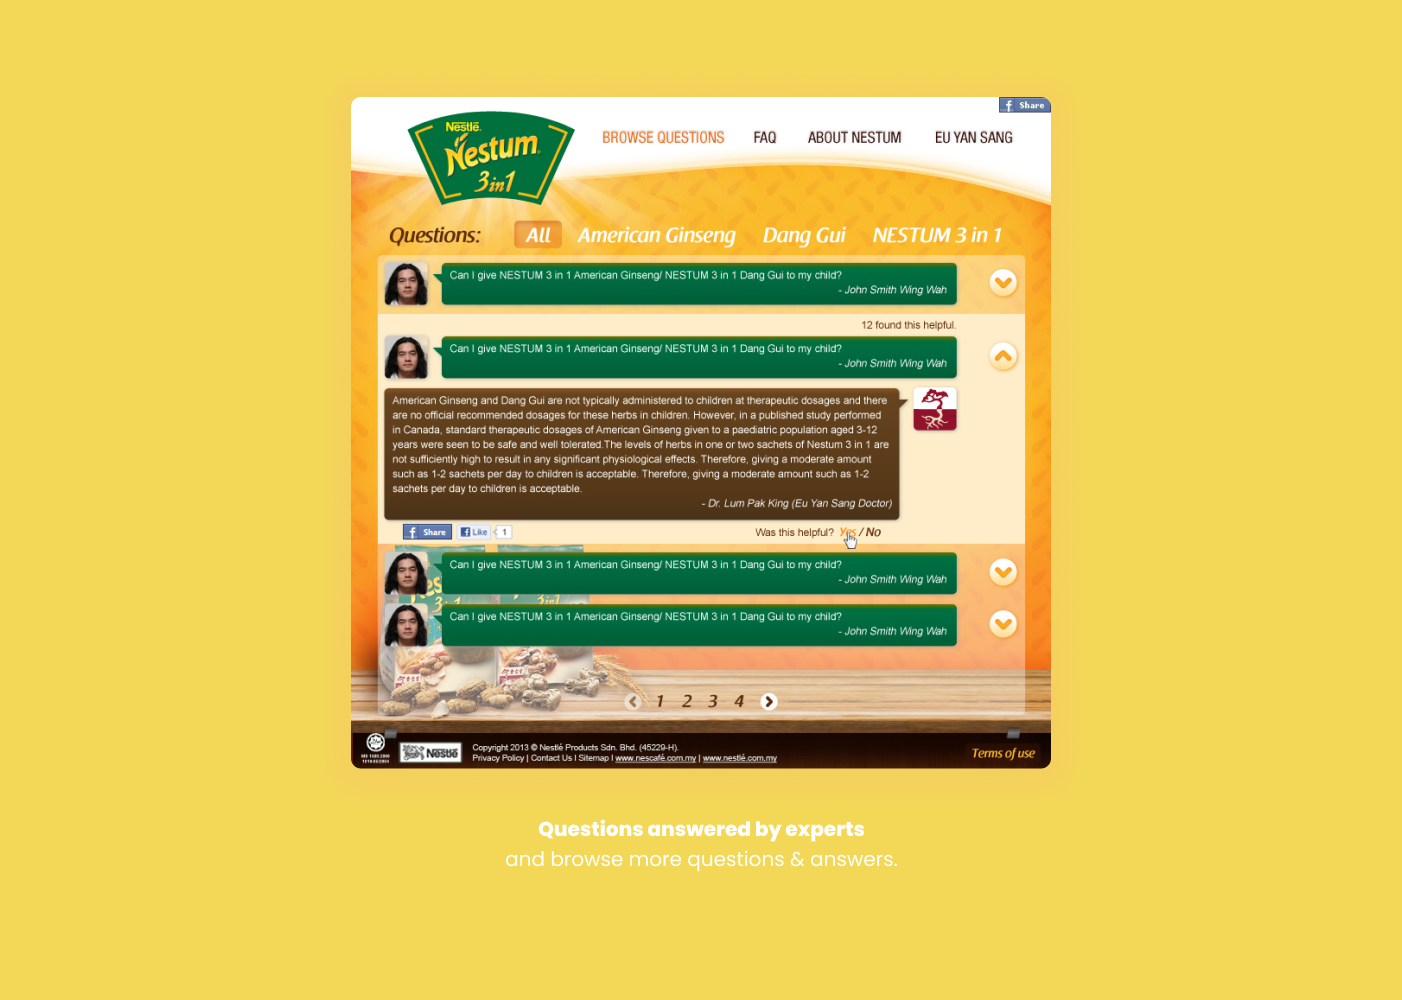 Share
Nestlé.
Nestum
3in1
BROWSE QUESTIONS FAQ ABOUT NESTUM EU YAN SANG
Questions: All American Ginseng Dang Gui NESTUM 3 in 1
Can I give NESTUM 3 in 1 American Ginseng/ NESTUM 3 in 1 Dang Gui to my child?
- John Smith Wing Wah
12 found this helpful.
Can I give NESTUM 3 in 1 American Ginseng/ NESTUM 3 in 1 Dang Gui to my child?
- John Smith Wing Wah
American Ginseng and Dang Gui are not typically administered to children at therapeutic dosages and there
are no official recommended dosages for these herbs in children. However, in a published study performed
in Canada, standard therapeutic dosages of American Ginseng given to a paediatric population aged 3-12
years were seen to be safe and well tolerated.The levels of herbs in one or two sachets of Nestum 3 in 1 are
not sufficiently high to result in any significant physiological effects. Therefore, giving a moderate amount
such as 1-2 sachets per day to children is acceptable. Therefore, giving a moderate amount such as 1-2
sachets per day to children is acceptable.
- Dr. Lum Pak King (Eu Yan Sang Doctor)
Share Like 1 Was this helpful? Yes / No
Can I give NESTUM 3 in 1 American Ginseng/ NESTUM 3 in 1 Dang Gui to my child?
- John Smith Wing Wah
Can I give NESTUM 3 in 1 American Ginseng/ NESTUM 3 in 1 Dang Gui to my child?
- John Smith Wing Wah
1 2 3 4
Nestlé
Copyright 2013 © Nestlé Products Sdn. Bhd. (45229-H).
Privacy Policy | Contact Us I Sitemap I www.nescafé.com.my | www.nestlé.com.my
Terms of use
Questions answered by experts
and browse more questions & answers.